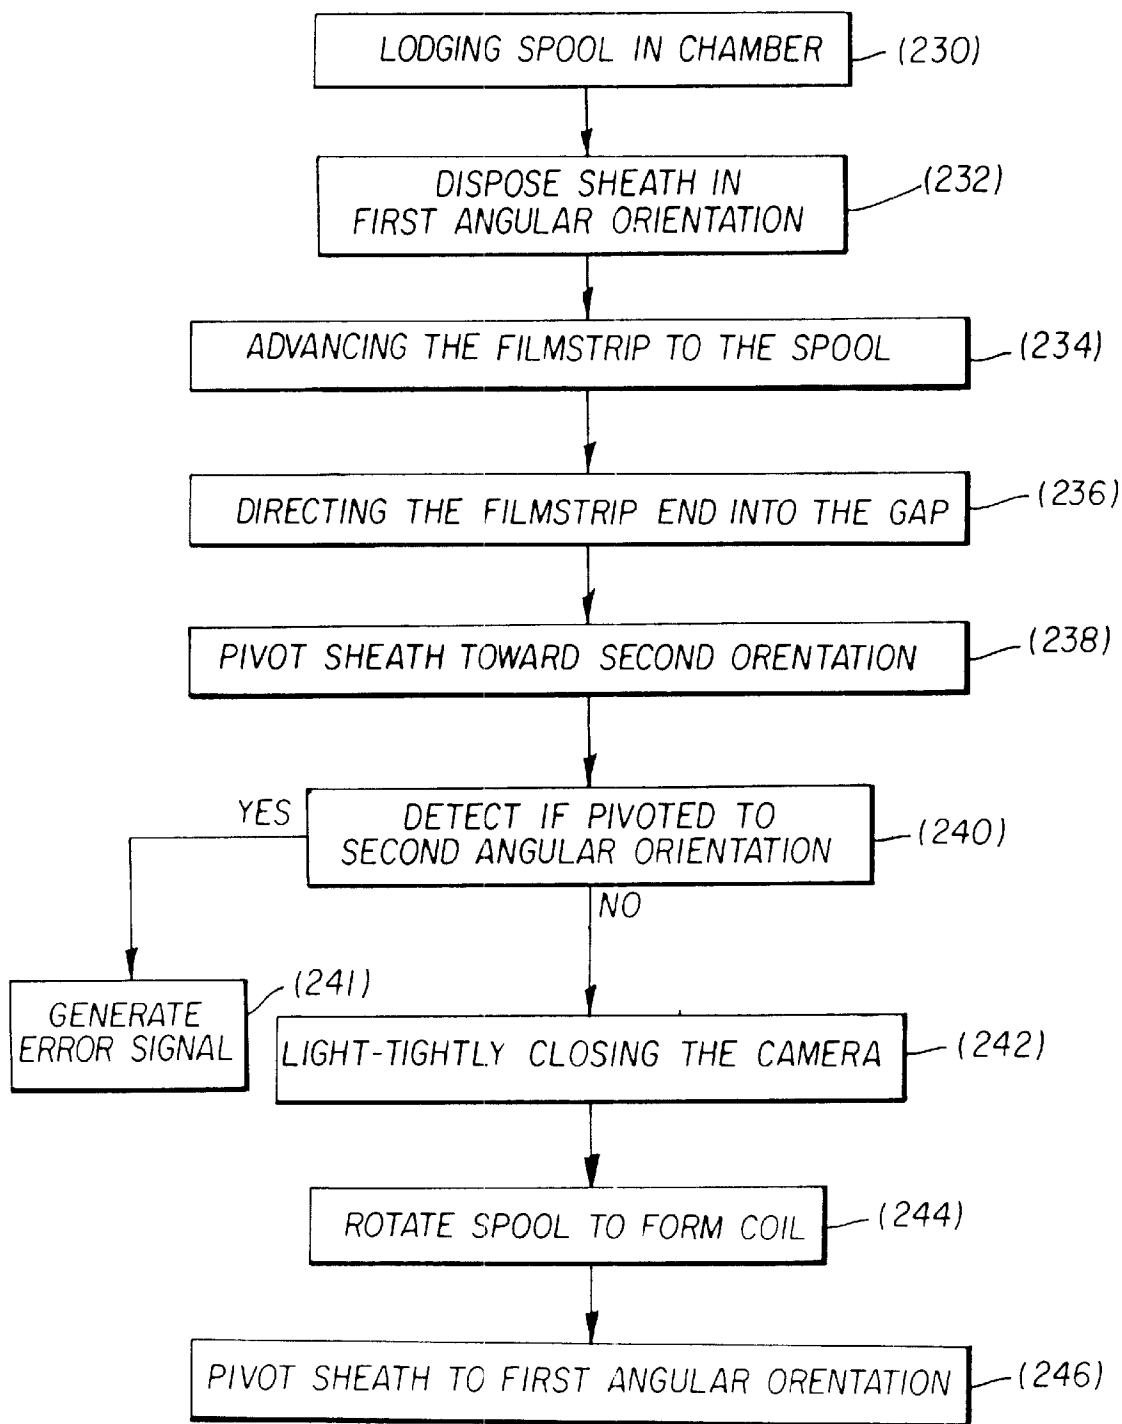 LODGING SPOOL IN CHAMBER
(230)
DISPOSE SHEATH IN
FIRST ANGULAR ORIENTATION
(232)
ADVANCING THE FILMSTRIP TO THE SPOOL
(234)
DIRECTING THE FILMSTRIP END INTO THE GAP
(236)
PIVOT SHEATH TOWARD SECOND ORENTATION
(238)
YES
DETECT IF PIVOTED TO
SECOND ANGULAR ORIENTATION
(240)
NO
GENERATE
ERROR SIGNAL
(241)
LIGHT-TIGHTLY CLOSING THE CAMERA
(242)
ROTATE SPOOL TO FORM COIL
(244)
PIVOT SHEATH TO FIRST ANGULAR ORENTATION
(246)